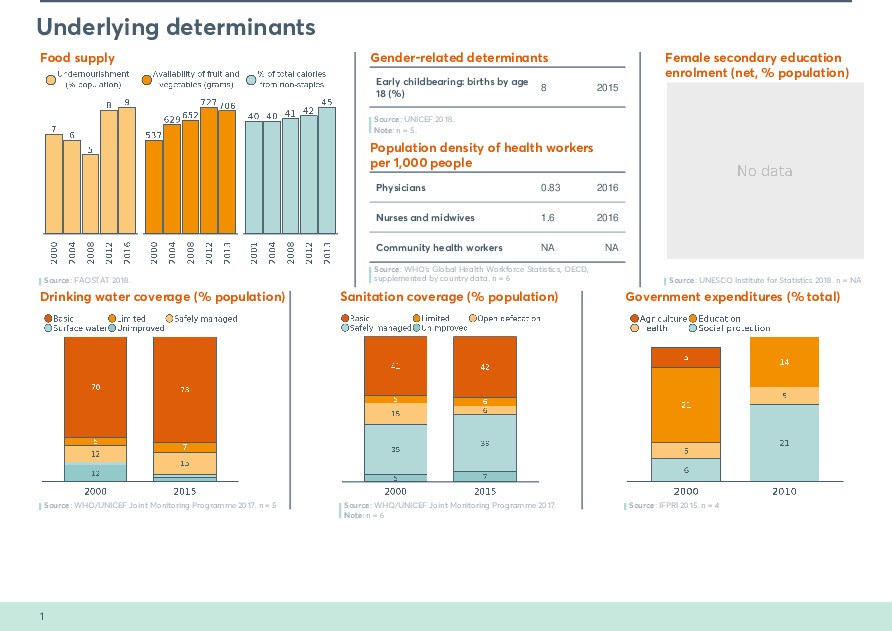 Underlying determinants
Food supply
Undernourishment (% population)
Availability of fruit and vegetables (grams)
% of total calories from non-staples
7 6 5 8 9
537 629 652 727 706
40 40 41 42 45
2000 2004 2008 2012 2016
2000 2004 2008 2012 2013
2001 2004 2008 2012 2013
Source: FAOSTAT 2018.
Gender-related determinants
Early childbearing: births by age 18 (%) 8 2015
Source: UNICEF 2018.
Note: n = 5.
Population density of health workers
per 1,000 people
Physicians 0.83 2016
Nurses and midwives 1.6 2016
Community health workers NA NA
Source: WHO's Global Health Workforce Statistics, OECD,
supplemented by country data. n = 6
Female secondary education
enrolment (net, % population)
No data
Source: UNESCO Institute for Statistics 2018. n = NA
Drinking water coverage (% population)
Basic Limited Safely managed
Surface water Unimproved
70
12
12
73
7
15
2000 2015
Source: WHO/UNICEF Joint Monitoring Programme 2017. n = 5
Sanitation coverage (% population)
Basic Limited Open defecation
Safely managed Unimproved
41
5
15
35
5
42
6
6
7
2000 2015
Source: WHO/UNICEF Joint Monitoring Programme 2017.
Note: n = 6
Government expenditures (% total)
Agriculture Education
Health Social protection
21
5
6
14
5
21
2000 2010
Source: IFPRI 2015. n = 4
1